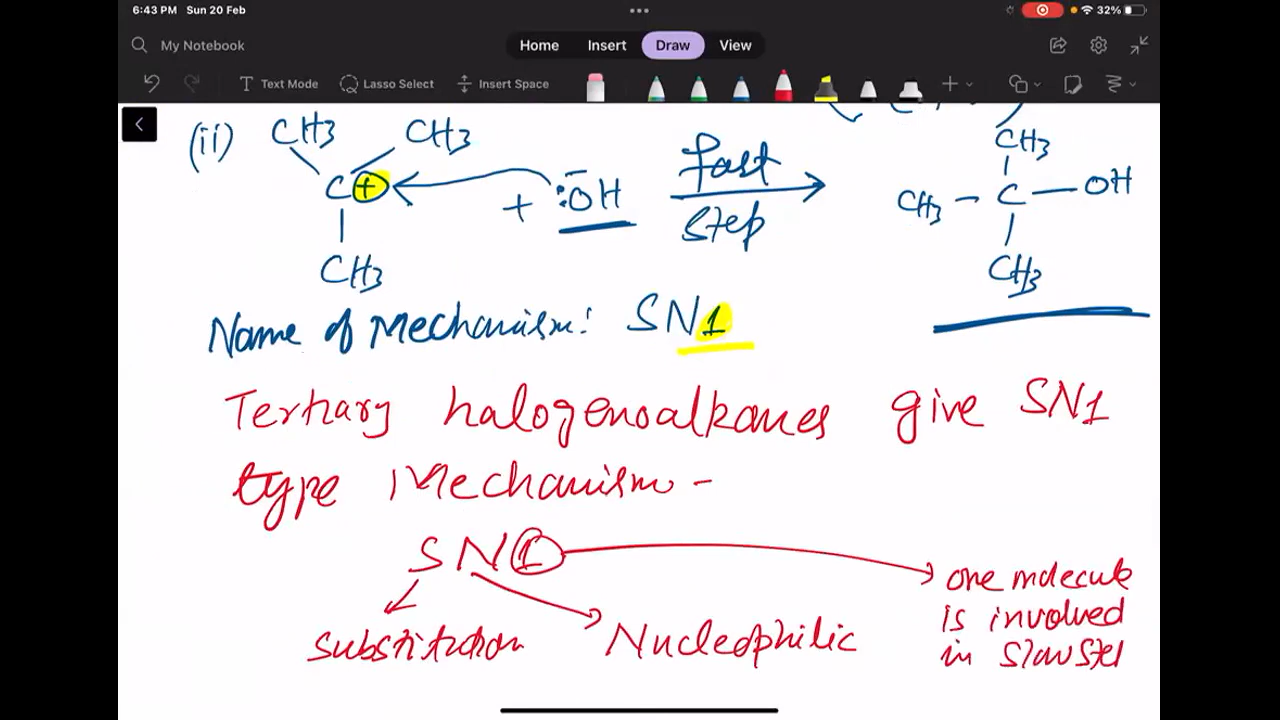 6:43 PM Sun 20 Feb
32%
My Notebook
Home Insert Draw View
Text Mode Lasso Select Insert Space
(ii) CH3 CH3
C + + :ŌH fast step
CH3
CH3
CH3 - C - OH
CH3
Name of Mechanism: SN1
Tertiary halogenoalkanes give SN1
type Mechanism -
SN1
substitution Nucleophilic
one molecule
is involved
in slow step